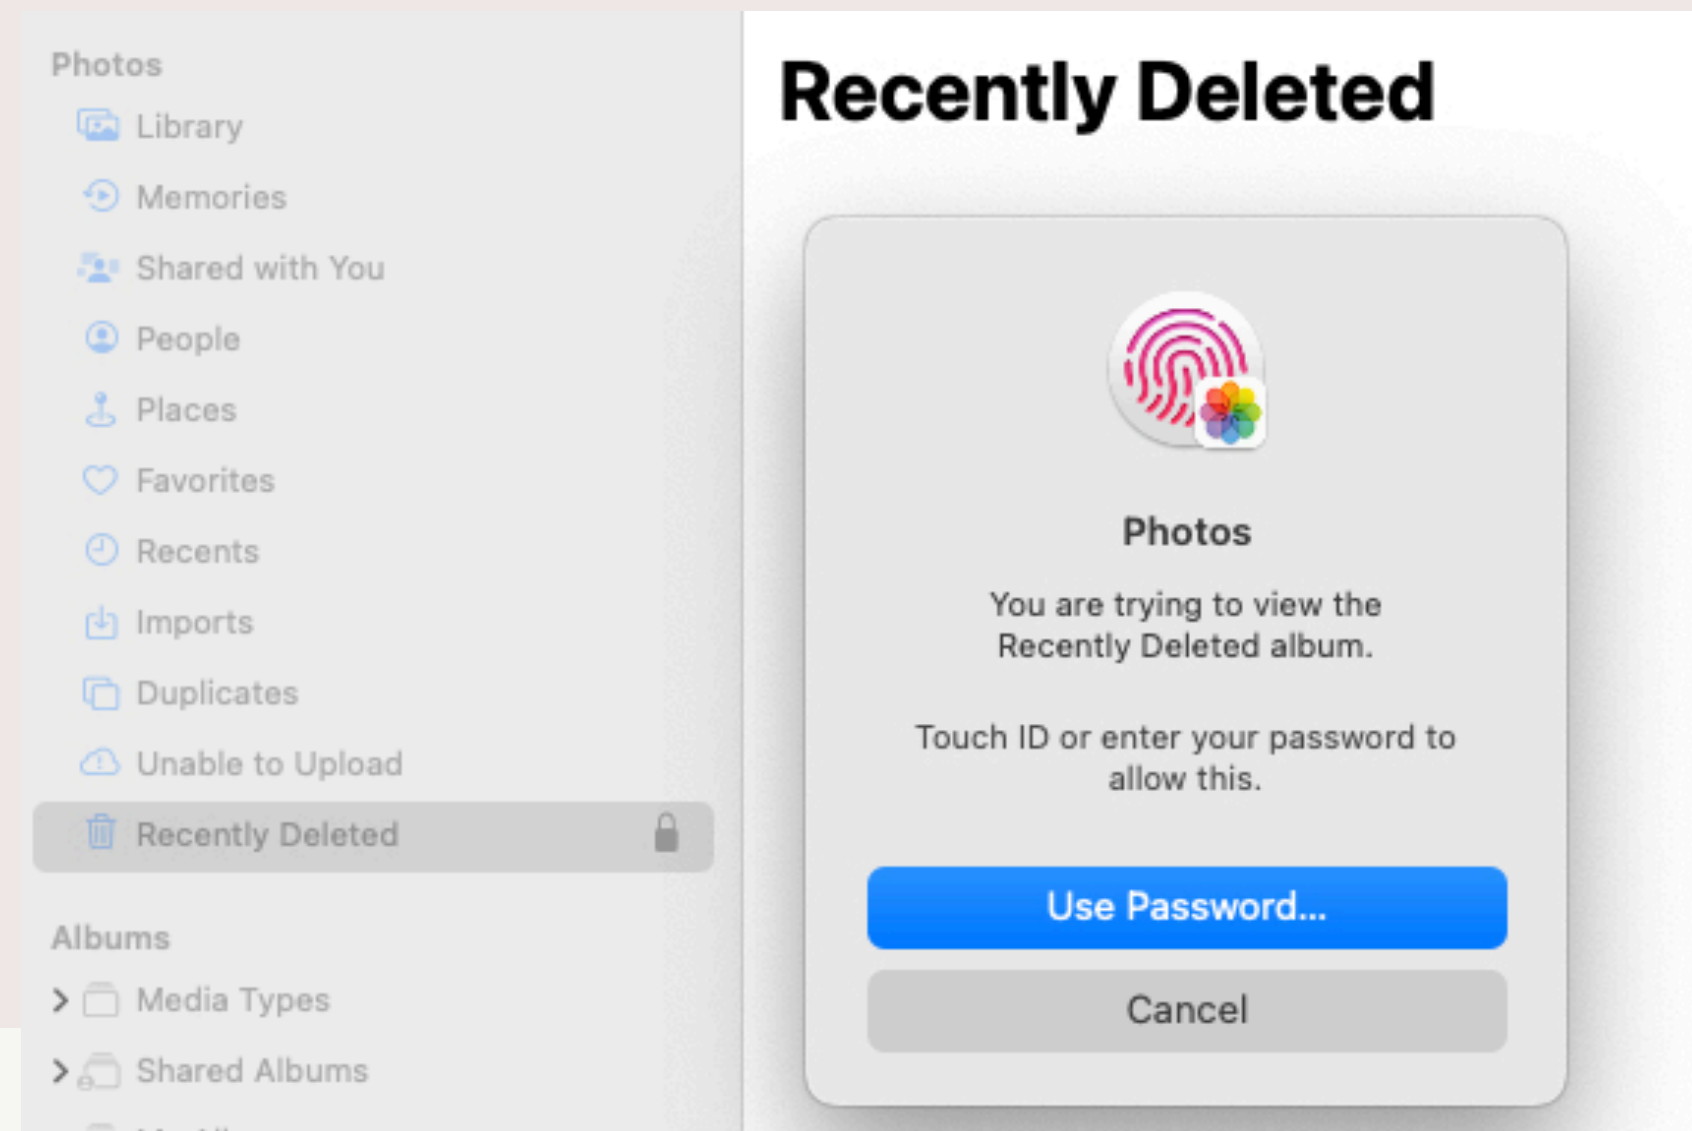 Photos
Library
Memories
Shared with You
People
Places
Favorites
Recents
Imports
Duplicates
Unable to Upload
Recently Deleted
Albums
Media Types
Shared Albums
Recently Deleted
Photos
You are trying to view the
Recently Deleted album.
Touch ID or enter your password to
allow this.
Use Password...
Cancel